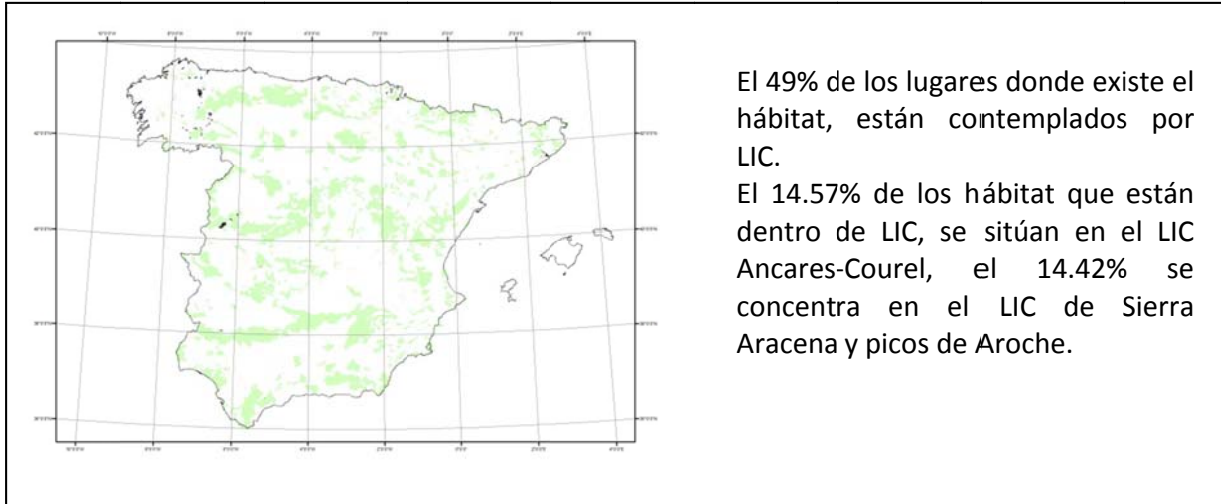 El 49% de los lugares donde existe el
hábitat, están contemplados por
LIC.
El 14.57% de los hábitat que están
dentro de LIC, se sitúan en el LIC
Ancares-Courel, el 14.42% se
concentra en el LIC de Sierra
Aracena y picos de Aroche.